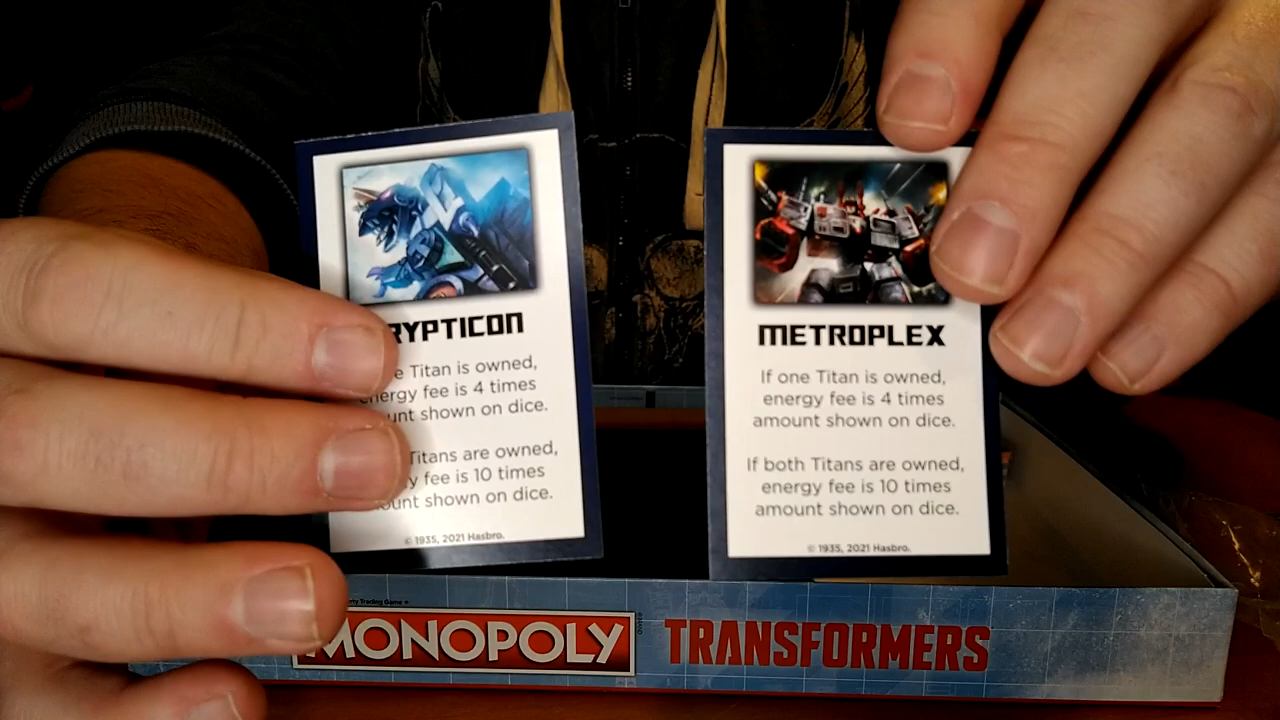 RYPTICON
e Titan is owned,
energy fee is 4 times
unt shown on dice.
Titans are owned,
y fee is 10 times
ount shown on dice.
© 1935, 2021 Hasbro.
METROPLEX
If one Titan is owned,
energy fee is 4 times
amount shown on dice.
If both Titans are owned,
energy fee is 10 times
amount shown on dice.
© 1935, 2021 Hasbro.
rty Trading Game
MONOPOLY
TRANSFORMERS